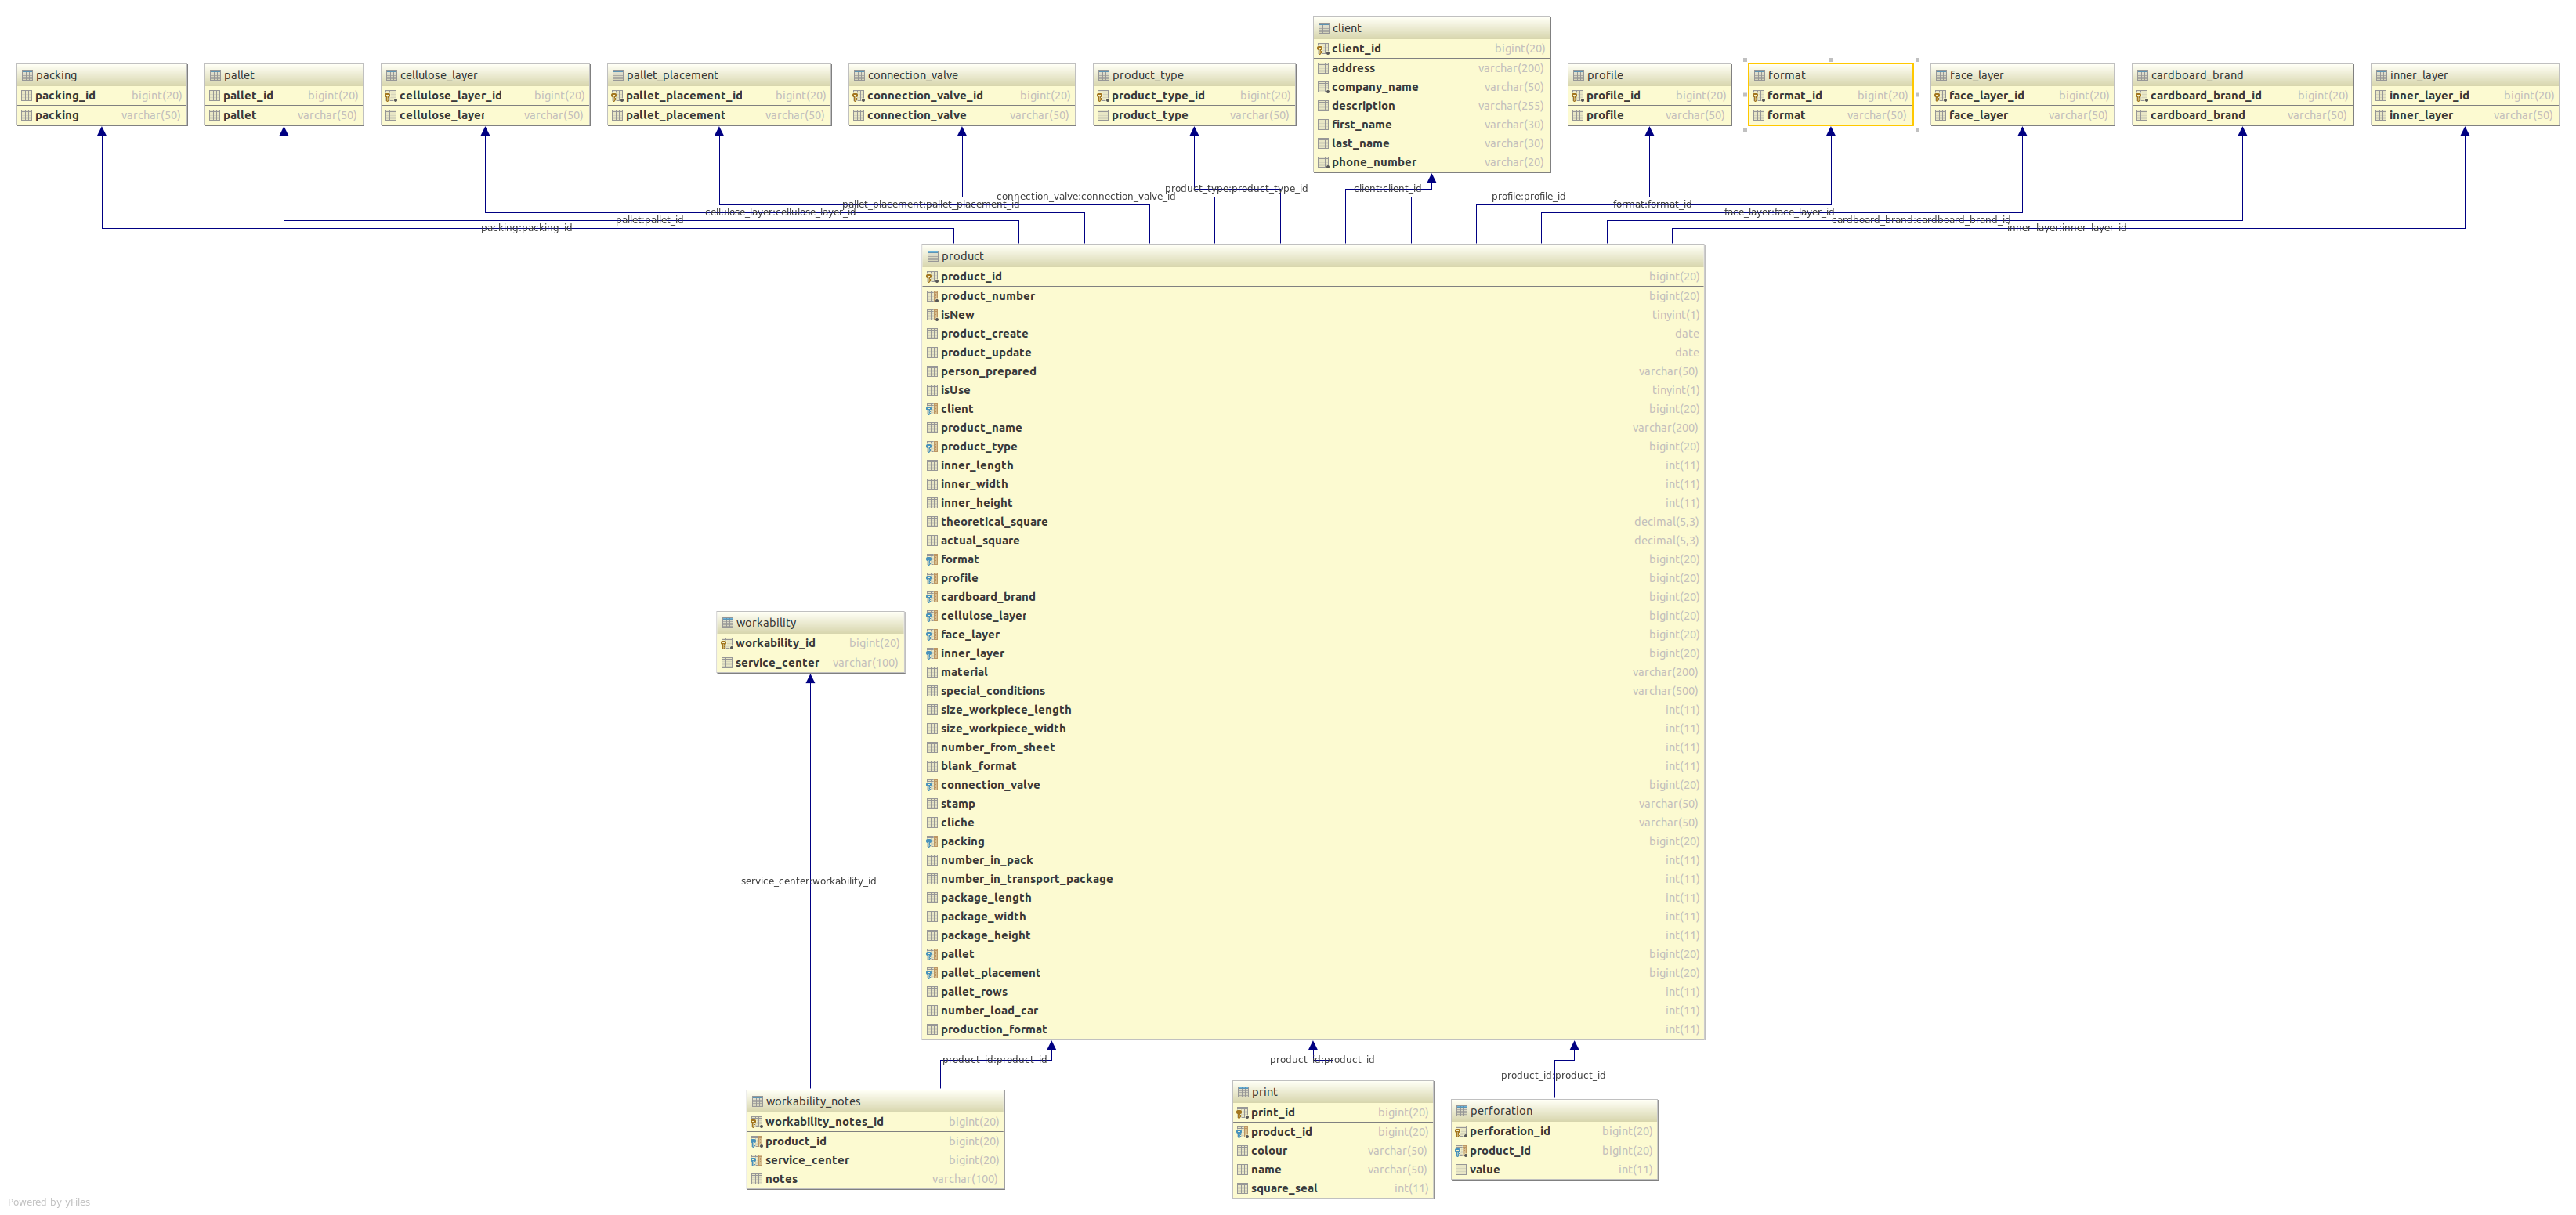 client
client_id bigint(20)
address varchar(200)
company_name varchar(50)
description varchar(255)
first_name varchar(30)
last_name varchar(30)
phone_number varchar(20)
packing
packing_id bigint(20)
packing varchar(50)
pallet
pallet_id bigint(20)
pallet varchar(50)
cellulose_layer
cellulose_layer_id bigint(20)
cellulose_layer varchar(50)
pallet_placement
pallet_placement_id bigint(20)
pallet_placement varchar(50)
connection_valve
connection_valve_id bigint(20)
connection_valve varchar(50)
product_type
product_type_id bigint(20)
product_type varchar(50)
profile
profile_id bigint(20)
profile varchar(50)
format
format_id bigint(20)
format varchar(50)
face_layer
face_layer_id bigint(20)
face_layer varchar(50)
cardboard_brand
cardboard_brand_id bigint(20)
cardboard_brand varchar(50)
inner_layer
inner_layer_id bigint(20)
inner_layer varchar(50)
product_type:product_type_id
client:client_id
connection_valve:connection_valve_id
profile:profile_id
pallet_placement:pallet_placement_id
format:format_id
cellulose_layer:cellulose_layer_id
face_layer:face_layer_id
pallet:pallet_id
cardboard_brand:cardboard_brand_id
packing:packing_id
inner_layer:inner_layer_id
product
product_id bigint(20)
product_number bigint(20)
isNew tinyint(1)
product_create date
product_update date
person_prepared varchar(50)
isUse tinyint(1)
client bigint(20)
product_name varchar(200)
product_type bigint(20)
inner_length int(11)
inner_width int(11)
inner_height int(11)
theoretical_square decimal(5,3)
actual_square decimal(5,3)
format bigint(20)
profile bigint(20)
cardboard_brand bigint(20)
cellulose_layer bigint(20)
face_layer bigint(20)
inner_layer bigint(20)
material varchar(200)
special_conditions varchar(500)
size_workpiece_length int(11)
size_workpiece_width int(11)
number_from_sheet int(11)
blank_format int(11)
connection_valve bigint(20)
stamp varchar(50)
cliche varchar(50)
packing bigint(20)
number_in_pack int(11)
number_in_transport_package int(11)
package_length int(11)
package_width int(11)
package_height int(11)
pallet bigint(20)
pallet_placement bigint(20)
pallet_rows int(11)
number_load_car int(11)
production_format int(11)
workability
workability_id bigint(20)
service_center varchar(100)
service_center:workability_id
product_id:product_id
product_id:product_id
product_id:product_id
workability_notes
workability_notes_id bigint(20)
product_id bigint(20)
service_center bigint(20)
notes varchar(100)
print
print_id bigint(20)
product_id bigint(20)
colour varchar(50)
name varchar(50)
square_seal int(11)
perforation
perforation_id bigint(20)
product_id bigint(20)
value int(11)
Powered by yFiles